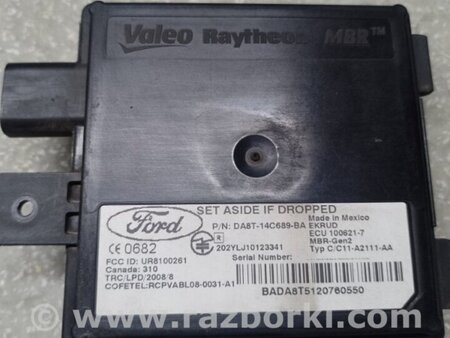 Valeo Raytheon MBR™
SET ASIDE IF DROPPED
Ford
P/N: DA8T-14C689-BA EKRUD
Made in Mexico
ECU 100621-7
CE 0682
202YLJ10123341
MBR-Gen2
FCC ID: UR8100261
Typ C/C11-A2111-AA
Canada: 310
Serial Number:
TRC/LPD/2008/8
COFETEL:RCPVABL08-0031-A1
BADA8T5120760550
www.razborki.com